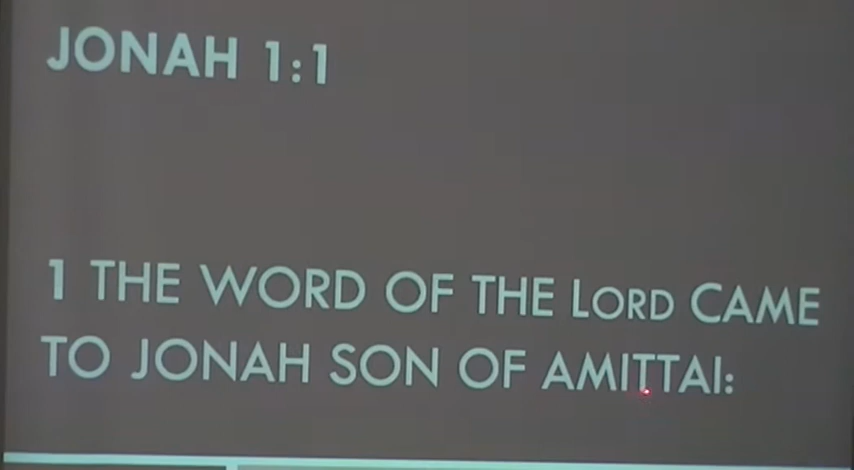 JONAH 1:1
1 THE WORD OF THE LORD CAME
TO JONAH SON OF AMITTAI: